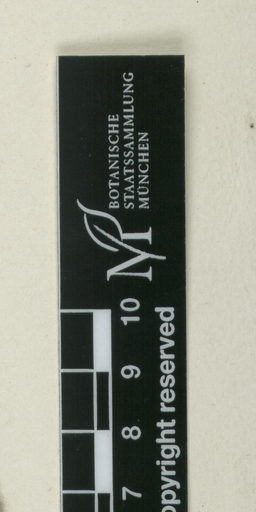 BOTANISCHE
STAATSSAMMLUNG
MÜNCHEN
M
10
9
8
7
opyright reserved